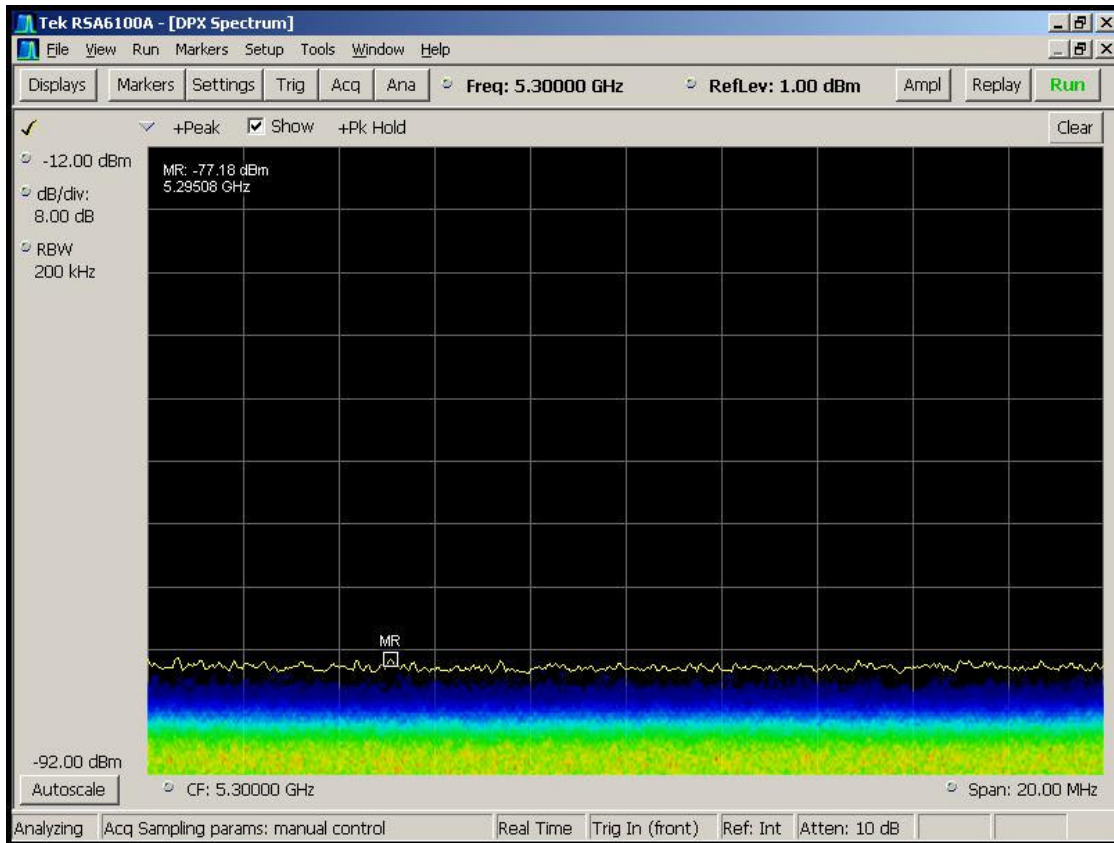 Tek RSA6100A - [DPX Spectrum]
File View Run Markers Setup Tools Window Help
Displays Markers Settings Trig Acq Ana Freq: 5.30000 GHz RefLev: 1.00 dBm Ampl Replay Run
+Peak Show +Pk Hold Clear
-12.00 dBm
dB/div:
8.00 dB
RBW
200 kHz
MR: -77.18 dBm
5.29508 GHz
MR
-92.00 dBm
Autoscale CF: 5.30000 GHz Span: 20.00 MHz
Analyzing Acq Sampling params: manual control Real Time Trig In (front) Ref: Int Atten: 10 dB